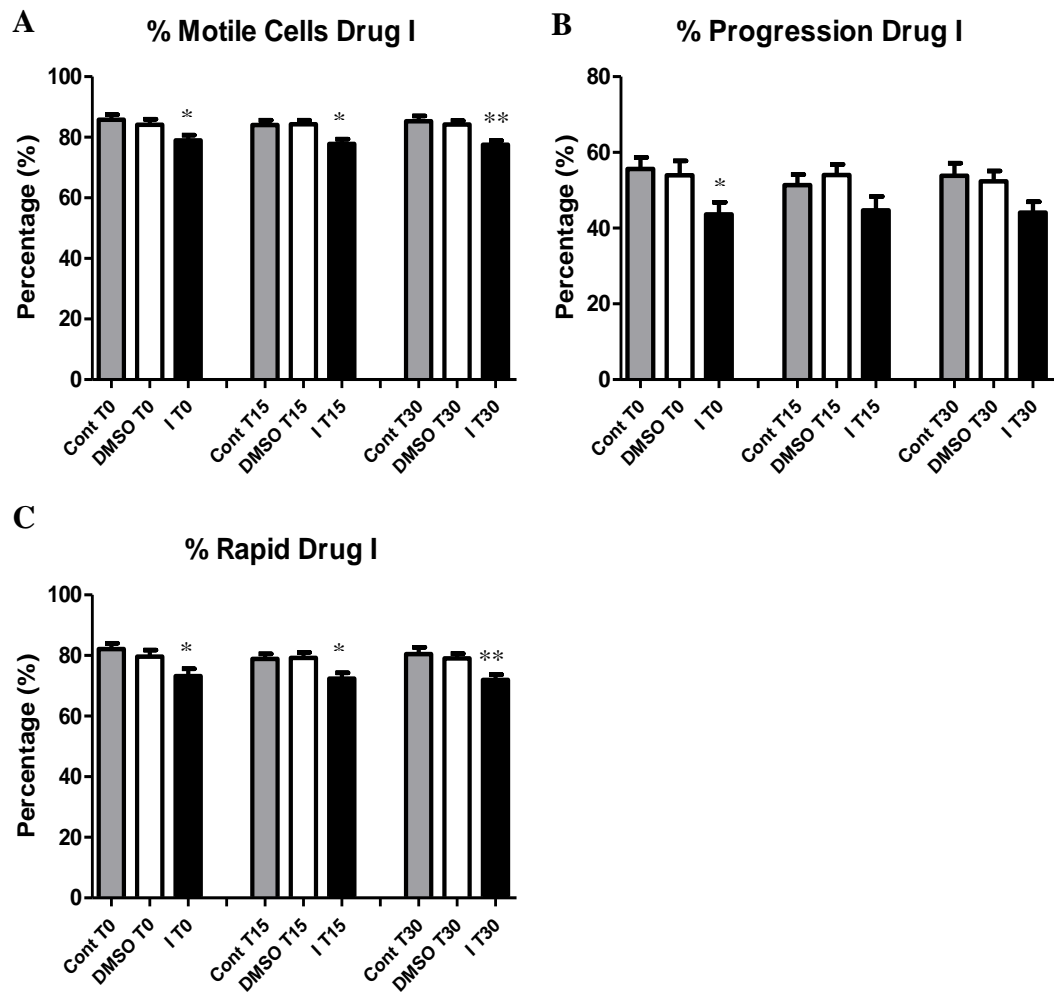 A
% Motile Cells Drug I
Percentage (%)
100
80
60
40
20
0
*
*
**
Cont T0
DMSO T0
I T0
Cont T15
DMSO T15
I T15
Cont T30
DMSO T30
I T30
B
% Progression Drug I
Percentage (%)
80
60
40
20
0
*
Cont T0
DMSO T0
I T0
Cont T15
DMSO T15
I T15
Cont T30
DMSO T30
I T30
C
% Rapid Drug I
Percentage (%)
100
80
60
40
20
0
*
*
**
Cont T0
DMSO T0
I T0
Cont T15
DMSO T15
I T15
Cont T30
DMSO T30
I T30